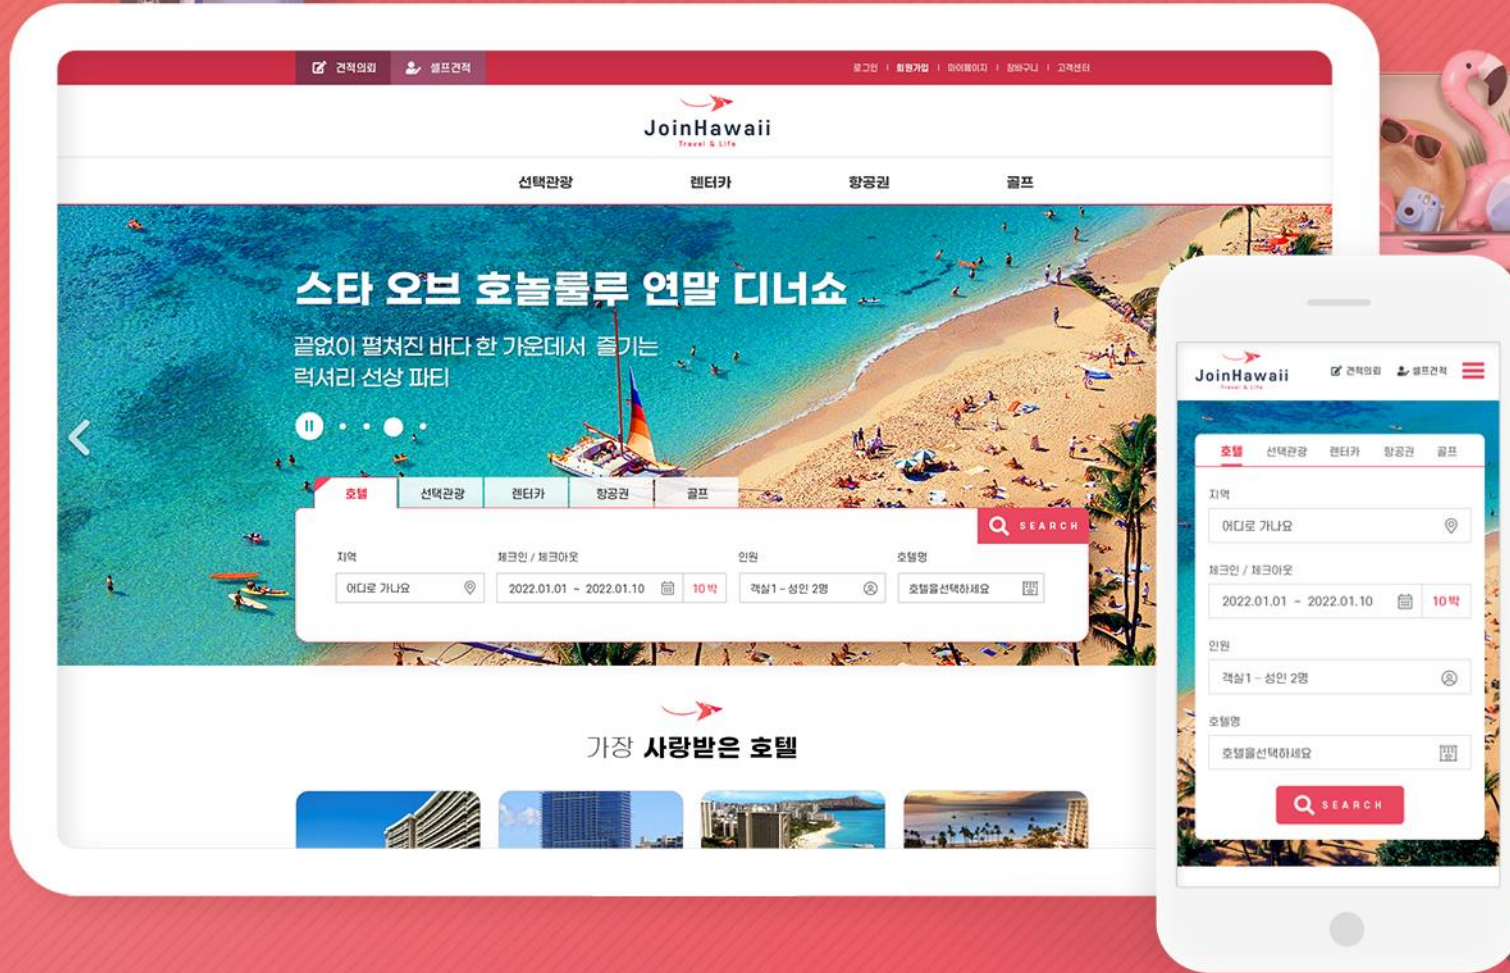 견적의뢰
셀프견적
로그인 | 회원가입 | 마이페이지 | 장바구니 | 고객센터
JoinHawaii
Travel & Life
선택관광 렌터카 항공권 골프
스타 오브 호놀룰루 연말 디너쇼
끝없이 펼쳐진 바다 한 가운데서 즐기는
럭셔리 선상 파티
호텔 선택관광 렌터카 항공권 골프
SEARCH
지역 체크인 / 체크아웃 인원 호텔명
어디로 가나요 2022.01.01 ~ 2022.01.10 10박 객실1 – 성인 2명 호텔을선택하세요
가장 사랑받은 호텔
JoinHawaii
Travel & Life
견적의뢰 셀프견적
호텔 선택관광 렌터카 항공권 골프
지역
어디로 가나요
체크인 / 체크아웃
2022.01.01 ~ 2022.01.10 10박
인원
객실1 – 성인 2명
호텔명
호텔을선택하세요
SEARCH